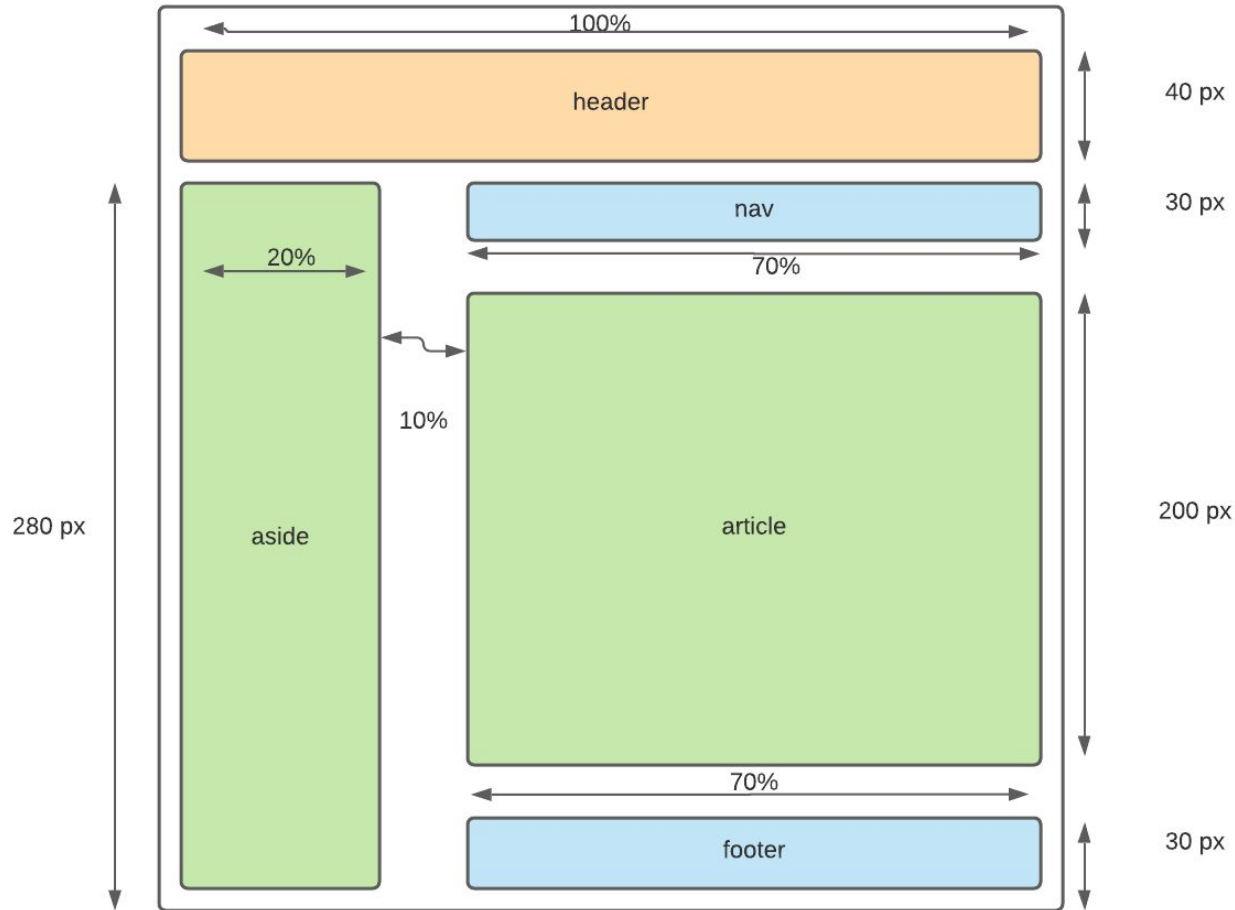 100%
header
40 px
nav
30 px
20%
70%
10%
280 px
aside
article
200 px
70%
footer
30 px